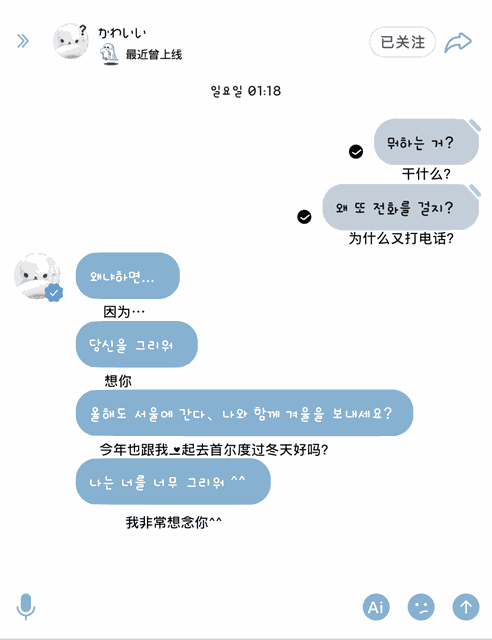 かわいい
最近曾上线
已关注
일요일 01:18
뭐하는 거?
干什么?
왜 또 전화를 걸지?
为什么又打电话?
왜냐하면...
因为…
당신을 그리워
想你
올해도 서울에 간다、나와 함께 겨울을 보내세요?
今年也跟我一起去首尔度过冬天好吗?
나는 너를 너무 그리워 ^^
我非常想念你^^
Ai